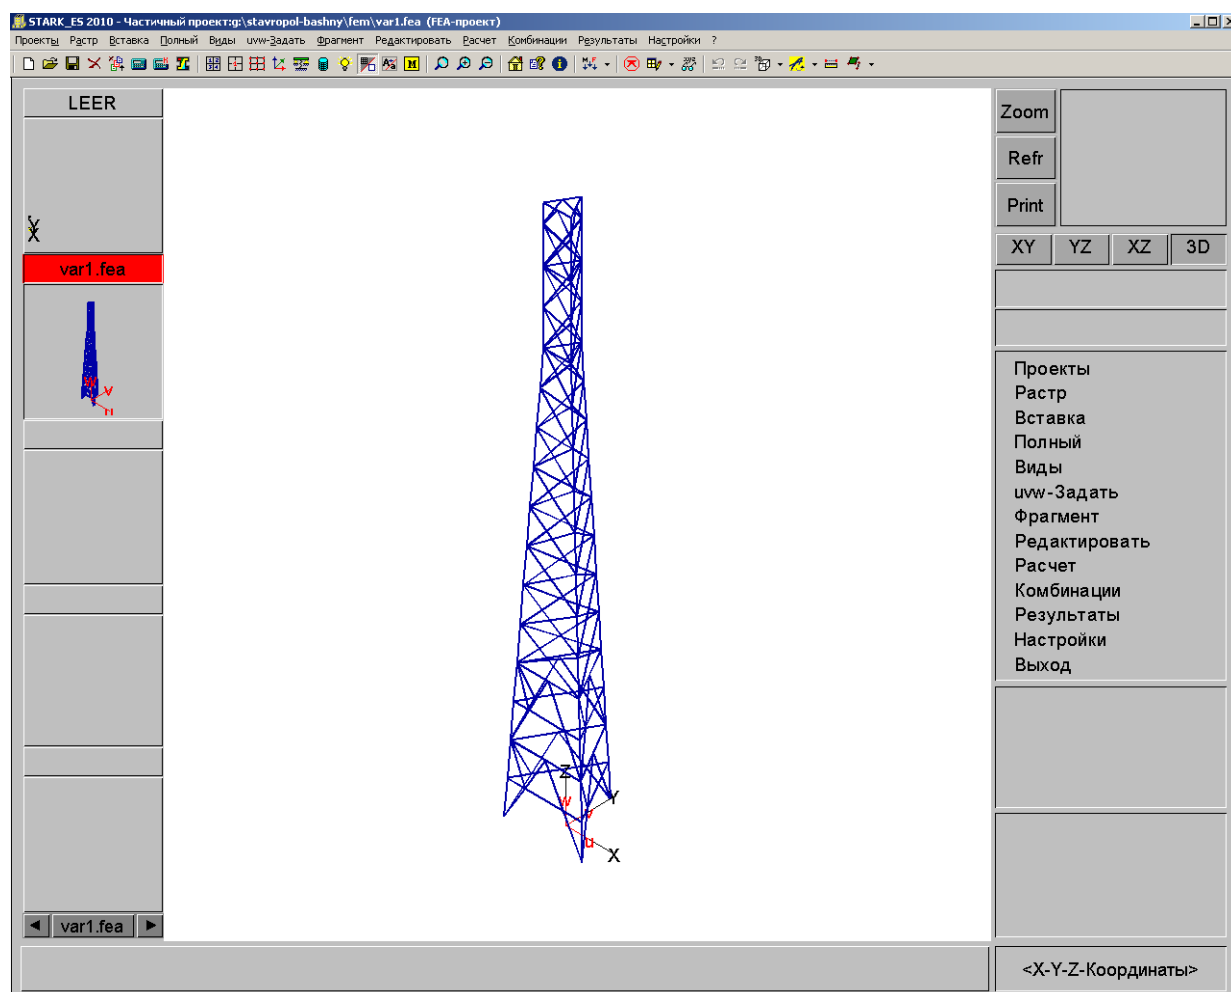 STARK_ES 2010 - Частичный проект:g:\stavropol-bashny\fem\var1.fea (FEA-проект)
Проекты Растр Вставка Полный Виды uvw-Задать Фрагмент Редактировать Расчет Комбинации Результаты Настройки ?
LEER
Y
X
var1.fea
w
v
u
var1.fea
Z
w
Y
v
u
X
Zoom
Refr
Print
XY YZ XZ 3D
Проекты
Растр
Вставка
Полный
Виды
uvw-Задать
Фрагмент
Редактировать
Расчет
Комбинации
Результаты
Настройки
Выход
<X-Y-Z-Координаты>